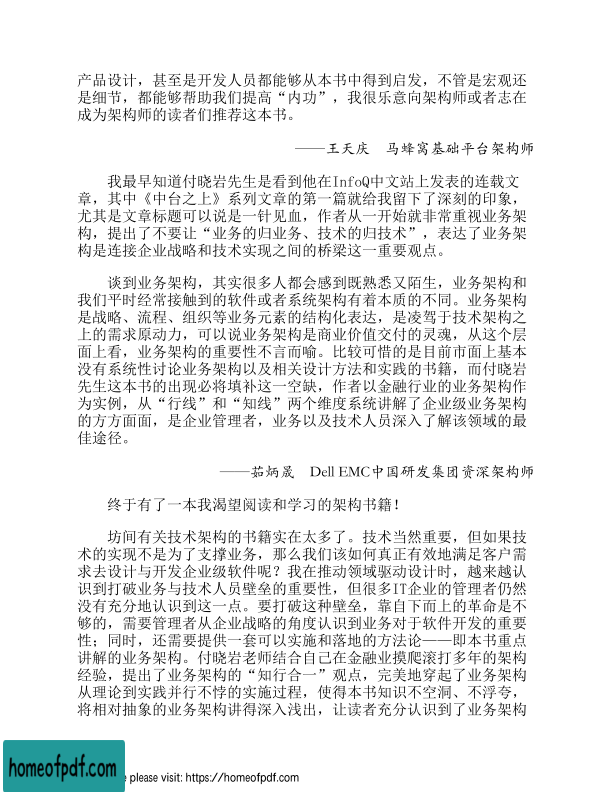 产品设计，甚至是开发人员都能够从本书中得到启发，不管是宏观还
是细节，都能够帮助我们提高“内功”，我很乐意向架构师或者志在
成为架构师的读者们推荐这本书。
——王天庆　马蜂窝基础平台架构师
我最早知道付晓岩先生是看到他在InfoQ中文站上发表的连载文
章，其中《中台之上》系列文章的第一篇就给我留下了深刻的印象，
尤其是文章标题可以说是一针见血，作者从一开始就非常重视业务架
构，提出了不要让“业务的归业务、技术的归技术”，表达了业务架
构是连接企业战略和技术实现之间的桥梁这一重要观点。
谈到业务架构，其实很多人都会感到既熟悉又陌生，业务架构和
我们平时经常接触到的软件或者系统架构有着本质的不同。业务架构
是战略、流程、组织等业务元素的结构化表达，是凌驾于技术架构之
上的需求原动力，可以说业务架构是商业价值交付的灵魂，从这个层
面上看，业务架构的重要性不言而喻。比较可惜的是目前市面上基本
没有系统性讨论业务架构以及相关设计方法和实践的书籍，而付晓岩
先生这本书的出现必将填补这一空缺，作者以金融行业的业务架构作
为实例，从“行线”和“知线”两个维度系统讲解了企业级业务架构
的方方面面，是企业管理者，业务以及技术人员深入了解该领域的最
佳途径。
——茹炳晟　Dell EMC中国研发集团资深架构师
终于有了一本我渴望阅读和学习的架构书籍！
坊间有关技术架构的书籍实在太多了。技术当然重要，但如果技
术的实现不是为了支撑业务，那么我们该如何真正有效地满足客户需
求去设计与开发企业级软件呢？我在推动领域驱动设计时，越来越认
识到打破业务与技术人员壁垒的重要性，但很多IT企业的管理者仍然
没有充分地认识到这一点。要打破这种壁垒，靠自下而上的革命是不
够的，需要管理者从企业战略的角度认识到业务对于软件开发的重要
性；同时，还需要提供一套可以实施和落地的方法论——即本书重点
讲解的业务架构。付晓岩老师结合自己在金融业摸爬滚打多年的架构
经验，提出了业务架构的“知行合一”观点，完美地穿起了业务架构
从理论到实践并行不悖的实施过程，使得本书知识不空洞、不浮夸，
将相对抽象的业务架构讲得深入浅出，让读者充分认识到了业务架构
homeofpdf.com
e please visit: https://homeofpdf.com